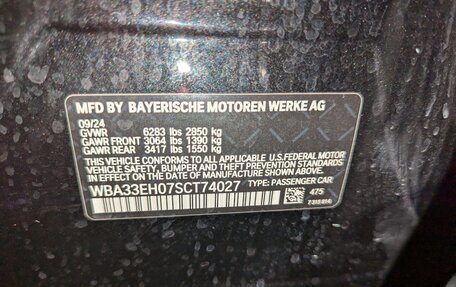 MFD BY BAYERISCHE MOTOREN WERKE AG
09/24
GVWR 6283 lbs 2850 kg
GAWR FRONT 3064 lbs 1390 kg
GAWR REAR 3417 lbs 1550 kg
THIS VEHICLE CONFORMS TO ALL APPLICABLE U.S. FEDERAL MOTOR
VEHICLE SAFETY, BUMPER AND THEFT PREVENTION STANDARDS
IN EFFECT ON THE DATE OF MANUFACTURE SHOWN ABOVE.
WBA33EH07SCT74027 TYPE: PASSENGER CAR
475